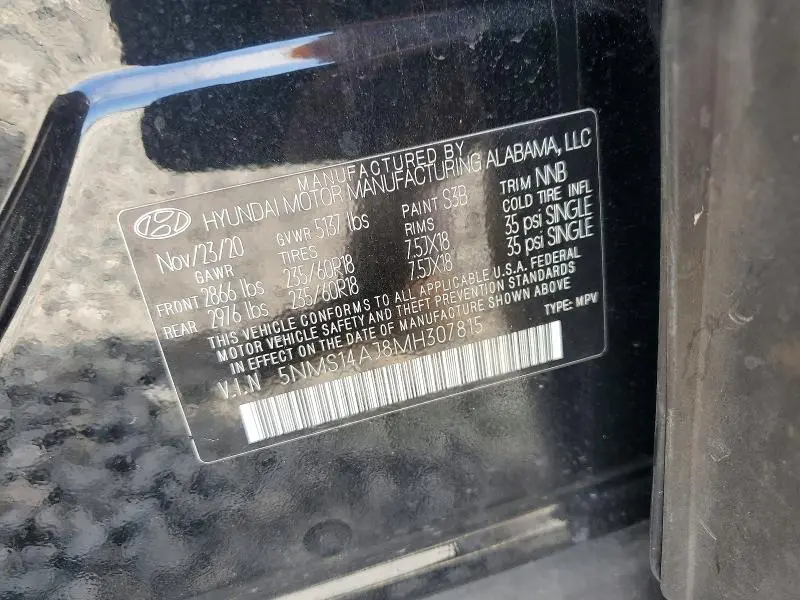 MANUFACTURED BY
HYUNDAI MOTOR MANUFACTURING ALABAMA, LLC
Nov/23/20 GVWR 5137 lbs PAINT S3B TRIM NNB
GAWR TIRES RIMS COLD TIRE INFL
FRONT 2866 lbs 235/60R18 7.5JX18 35 psi SINGLE
REAR 2976 lbs 235/60R18 7.5JX18 35 psi SINGLE
THIS VEHICLE CONFORMS TO ALL APPLICABLE U.S.A. FEDERAL
MOTOR VEHICLE SAFETY AND THEFT PREVENTION STANDARDS
IN EFFECT ON THE DATE OF MANUFACTURE SHOWN ABOVE
V.I.N 5NMS14AJ8MH307815 TYPE: MPV